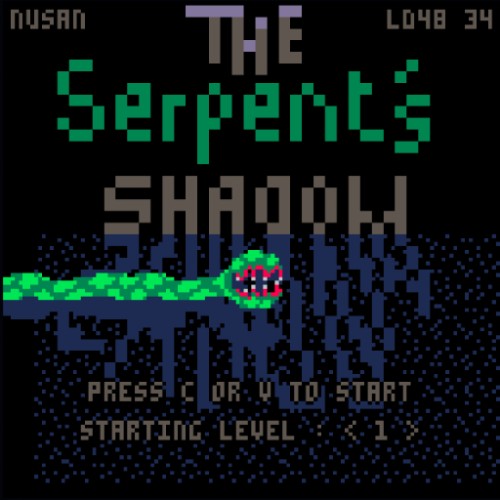 NUSAN
LD48 34
THE
Serpent's
SHADOW
PRESS C OR V TO START
STARTING LEVEL : < 1 >